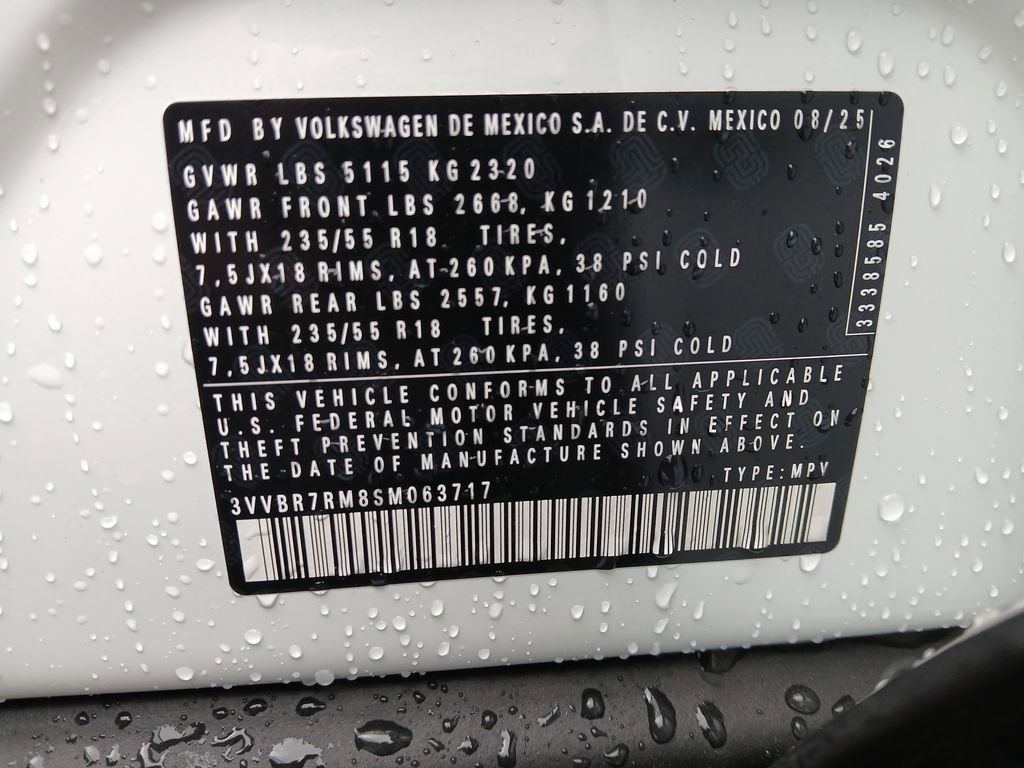 MFD BY VOLKSWAGEN DE MEXICO S.A. DE C.V. MEXICO 08/25
GVWR LBS 5115 KG 2320
GAWR FRONT LBS 2668, KG 1210
WITH 235/55 R18 TIRES,
7,5JX18 RIMS, AT 260 KPA, 38 PSI COLD
GAWR REAR LBS 2557, KG 1160
WITH 235/55 R18 TIRES,
7,5JX18 RIMS, AT 260 KPA, 38 PSI COLD
THIS VEHICLE CONFORMS TO ALL APPLICABLE
U.S. FEDERAL MOTOR VEHICLE SAFETY AND
THEFT PREVENTION STANDARDS IN EFFECT ON
THE DATE OF MANUFACTURE SHOWN ABOVE.
TYPE: MPV
3VVBR7RM8SM063717
3338585 4026